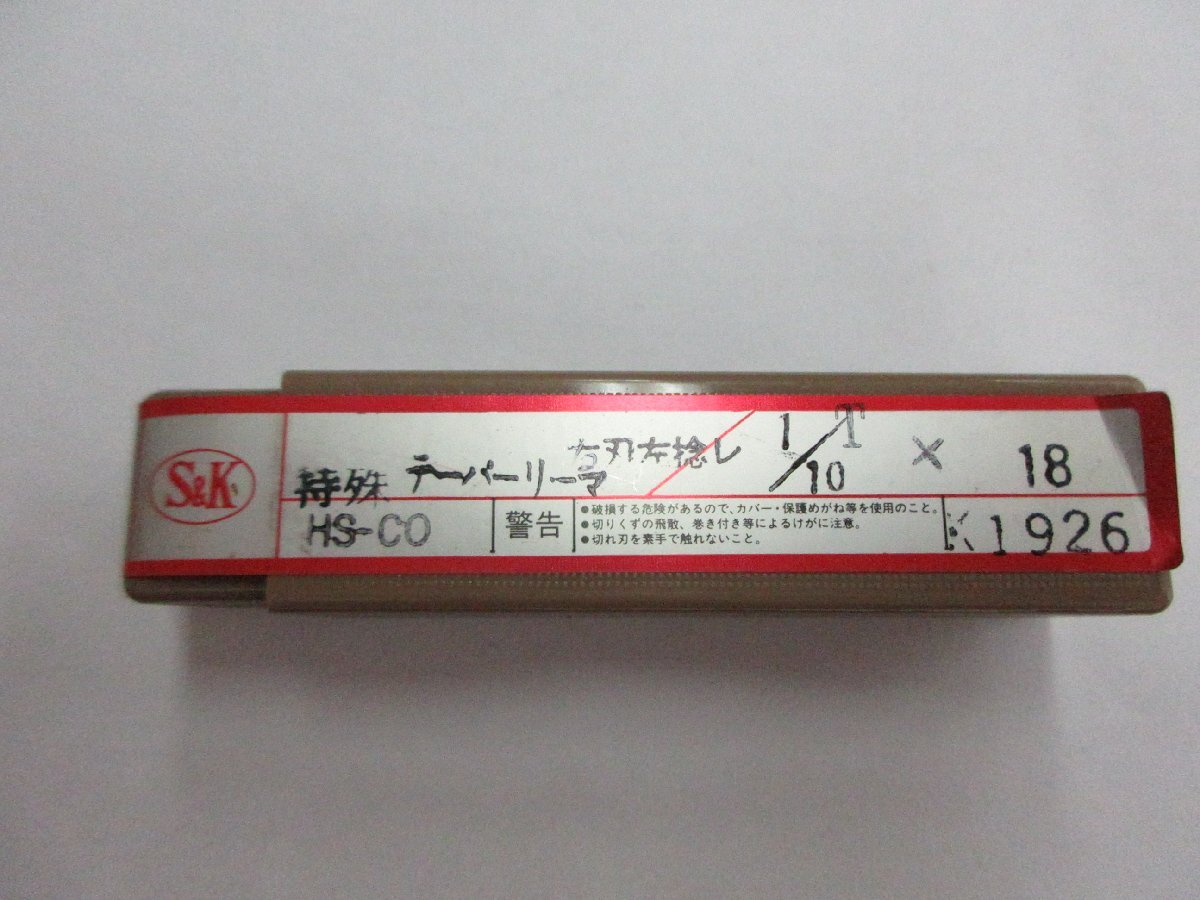 S&K
特殊 テーパーリーマ 右刃左捻レ 1/10 T × 18
HS-CO
警告
●破損する危険があるので、カバー・保護めがね等を使用のこと。
●切りくずの飛散、巻き付き等によるけがに注意。
●切れ刃を素手で触れないこと。
K1926